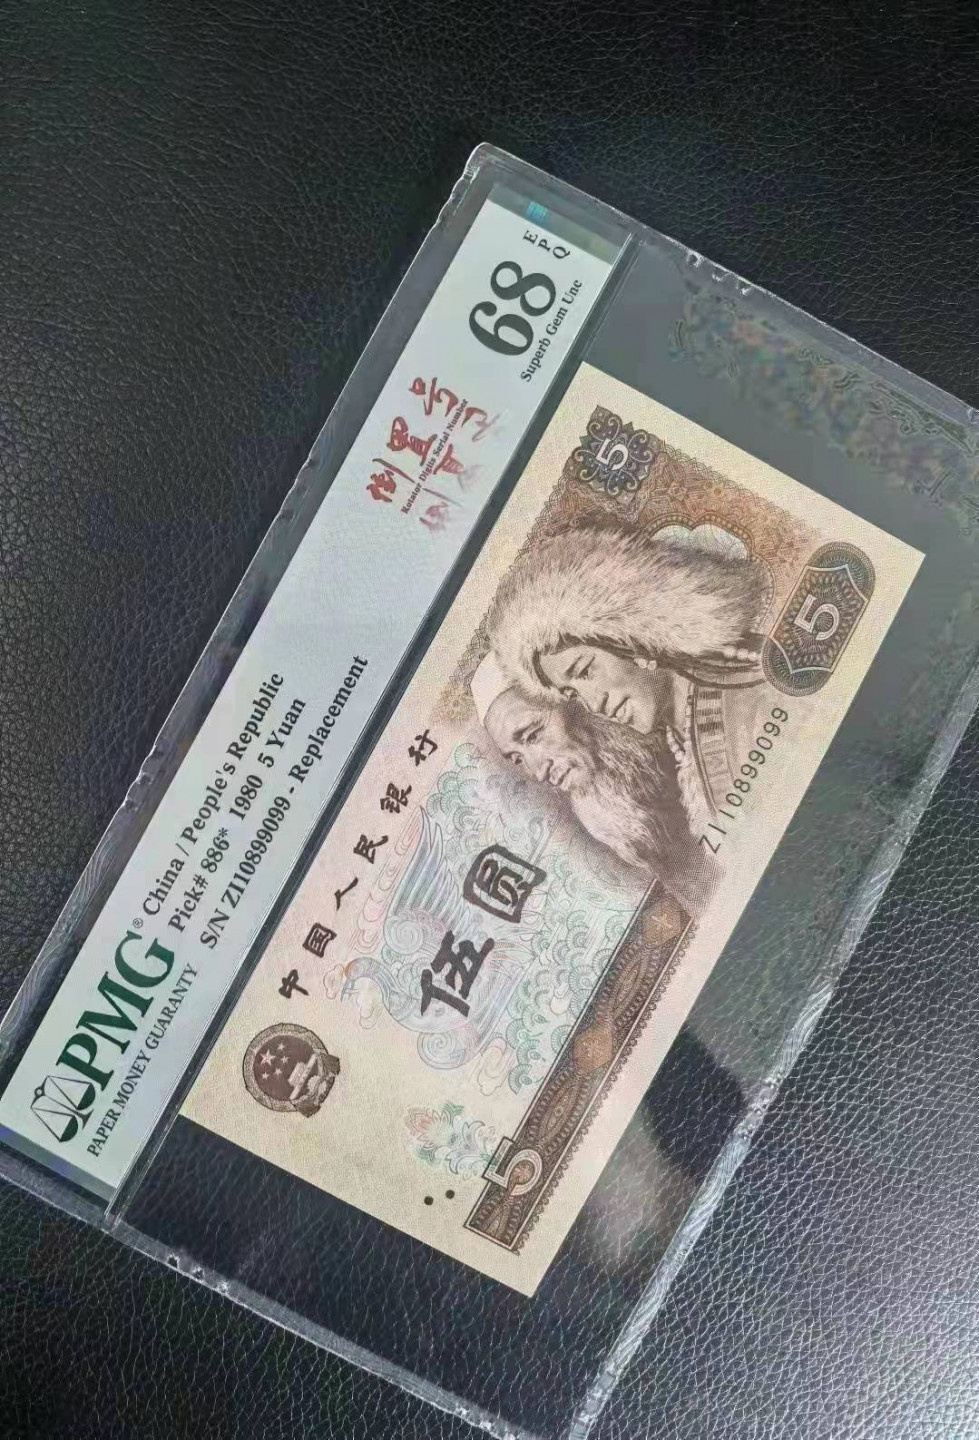 PMG®
PAPER MONEY GUARANTY
China / People's Republic
Pick# 886* 1980 5 Yuan
S/N ZI10899099 - Replacement
倒置号
Rotator Digits Serial Number
68
EPQ
Superb Gem Unc
中国人民银行
伍圆
5
5
5
ZI10899099